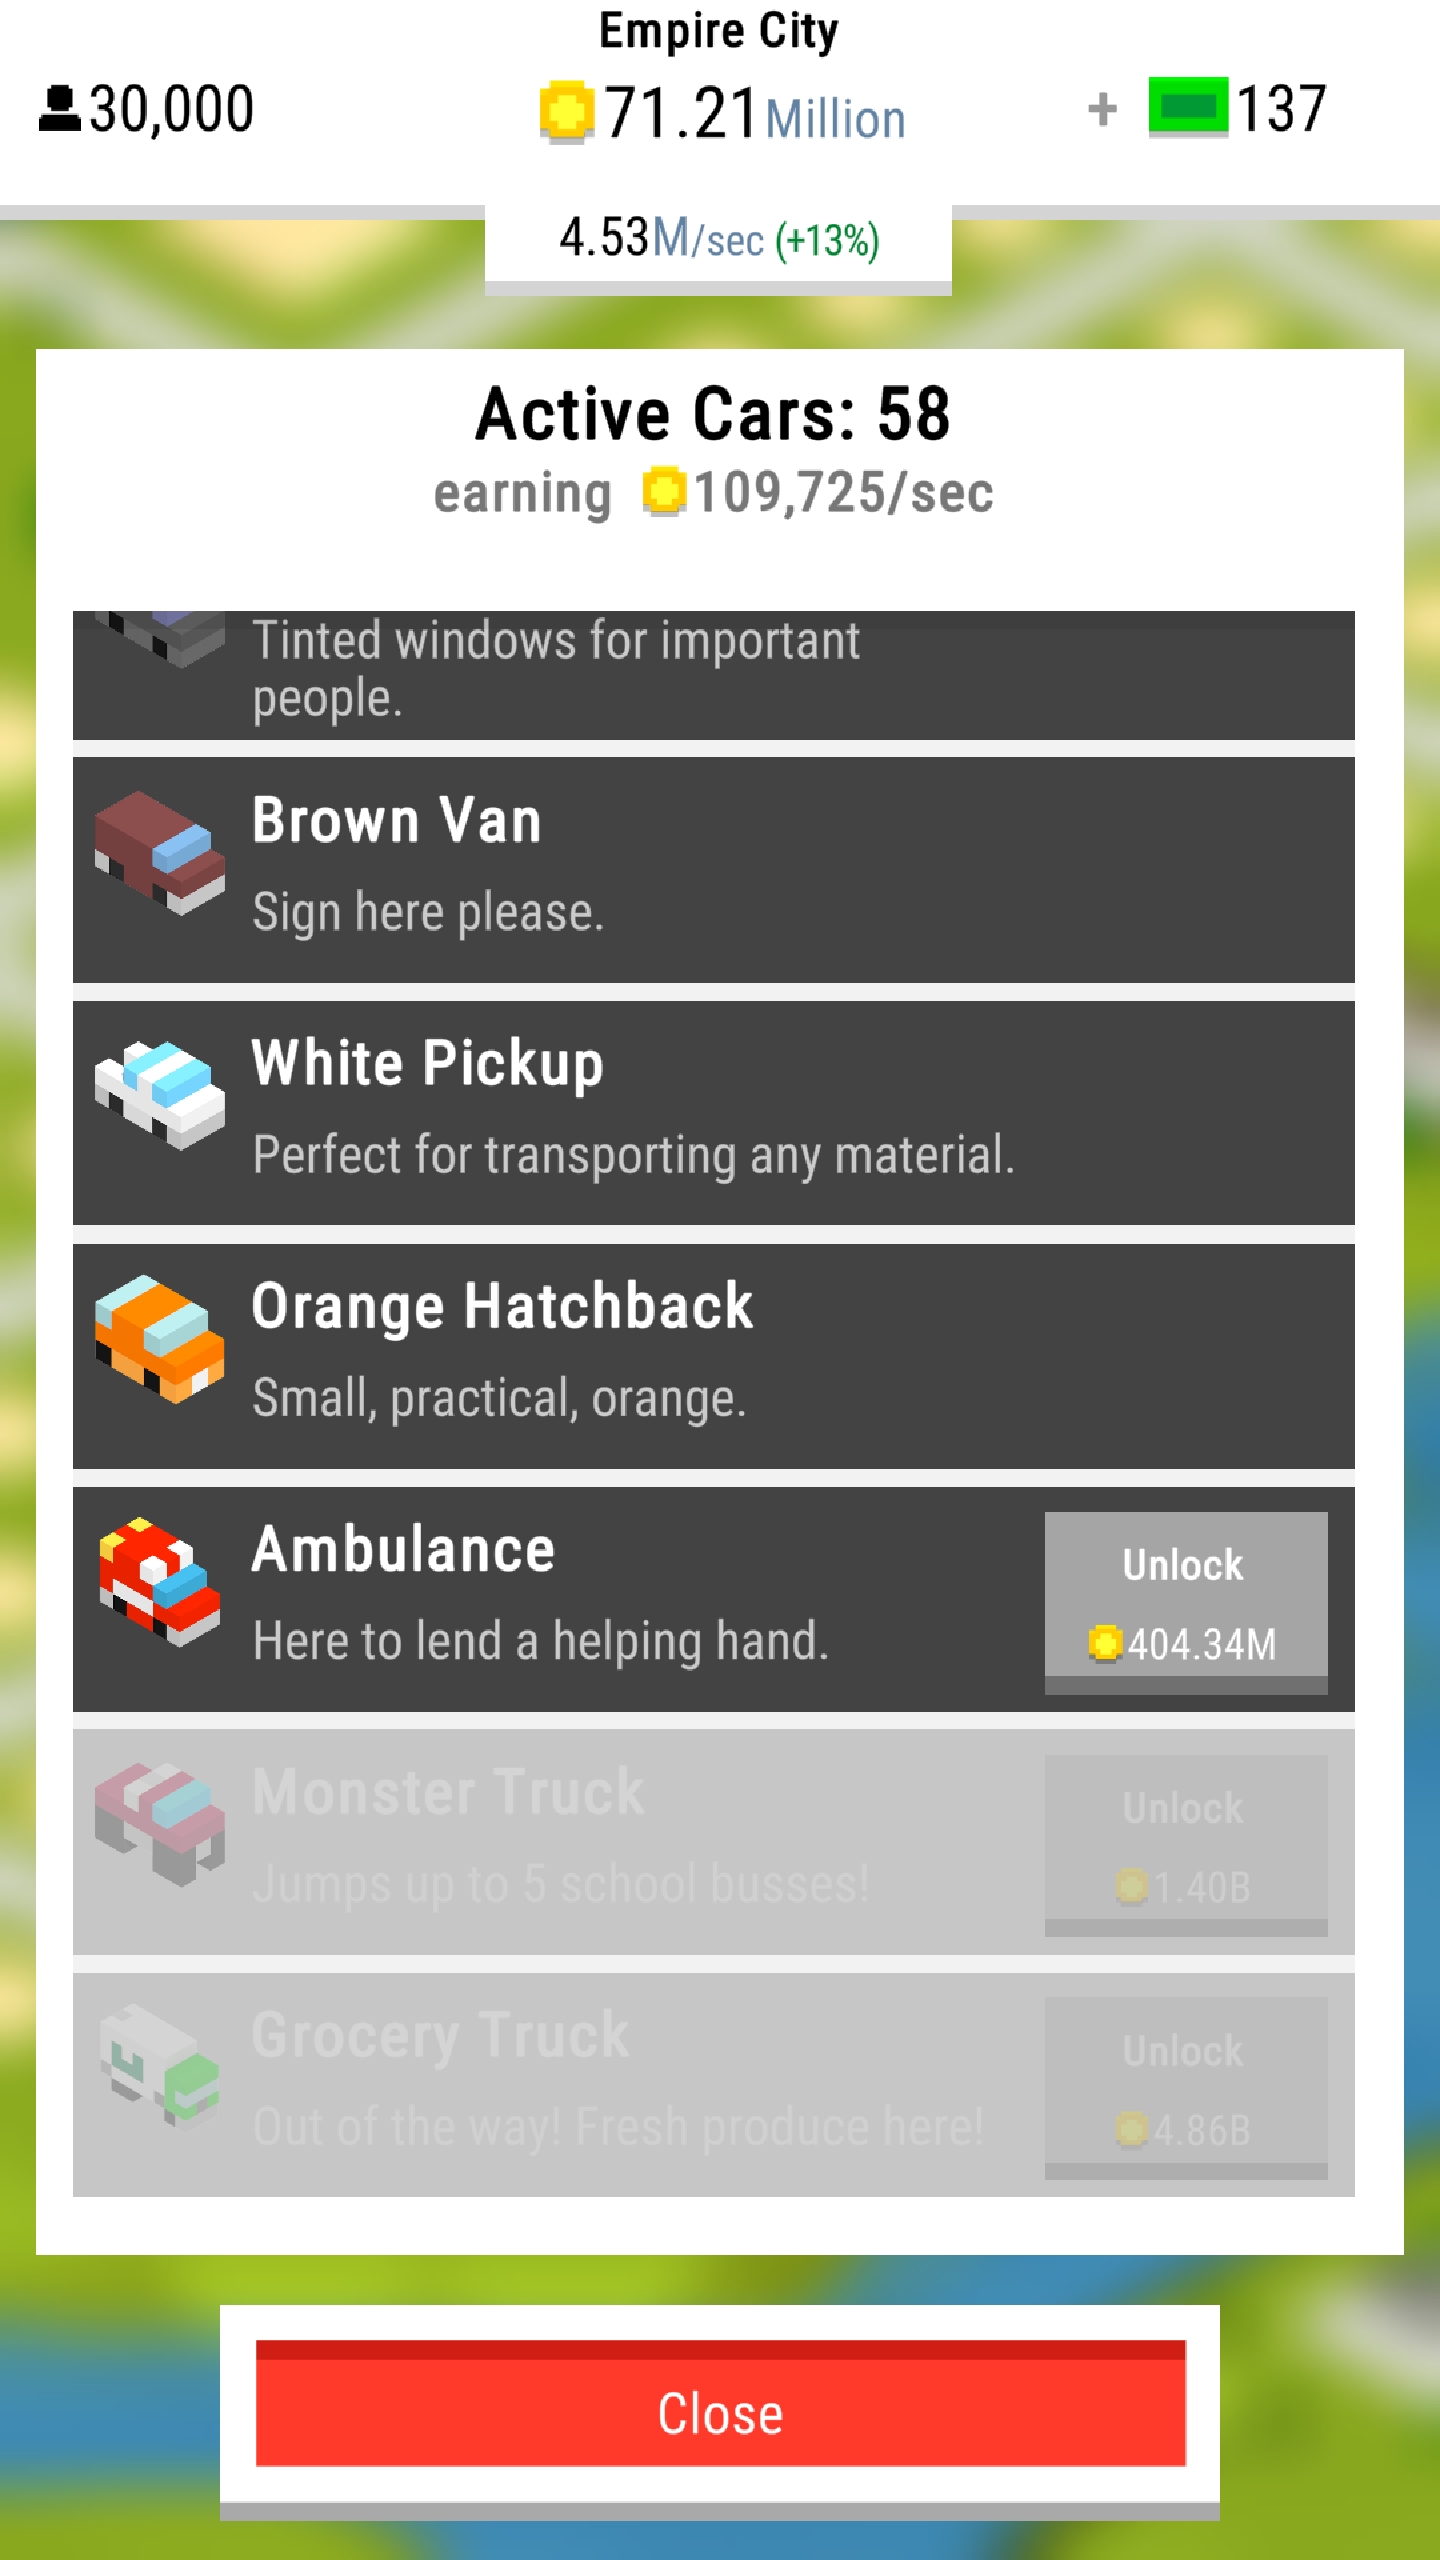 Empire City
30,000
71.21 Million
+ 137
4.53M/sec (+13%)
Active Cars: 58
earning 109,725/sec
Tinted windows for important
people.
Brown Van
Sign here please.
White Pickup
Perfect for transporting any material.
Orange Hatchback
Small, practical, orange.
Ambulance
Here to lend a helping hand.
Unlock
404.34M
Monster Truck
Jumps up to 5 school busses!
Unlock
1.40B
Grocery Truck
Out of the way! Fresh produce here!
Unlock
4.86B
Close